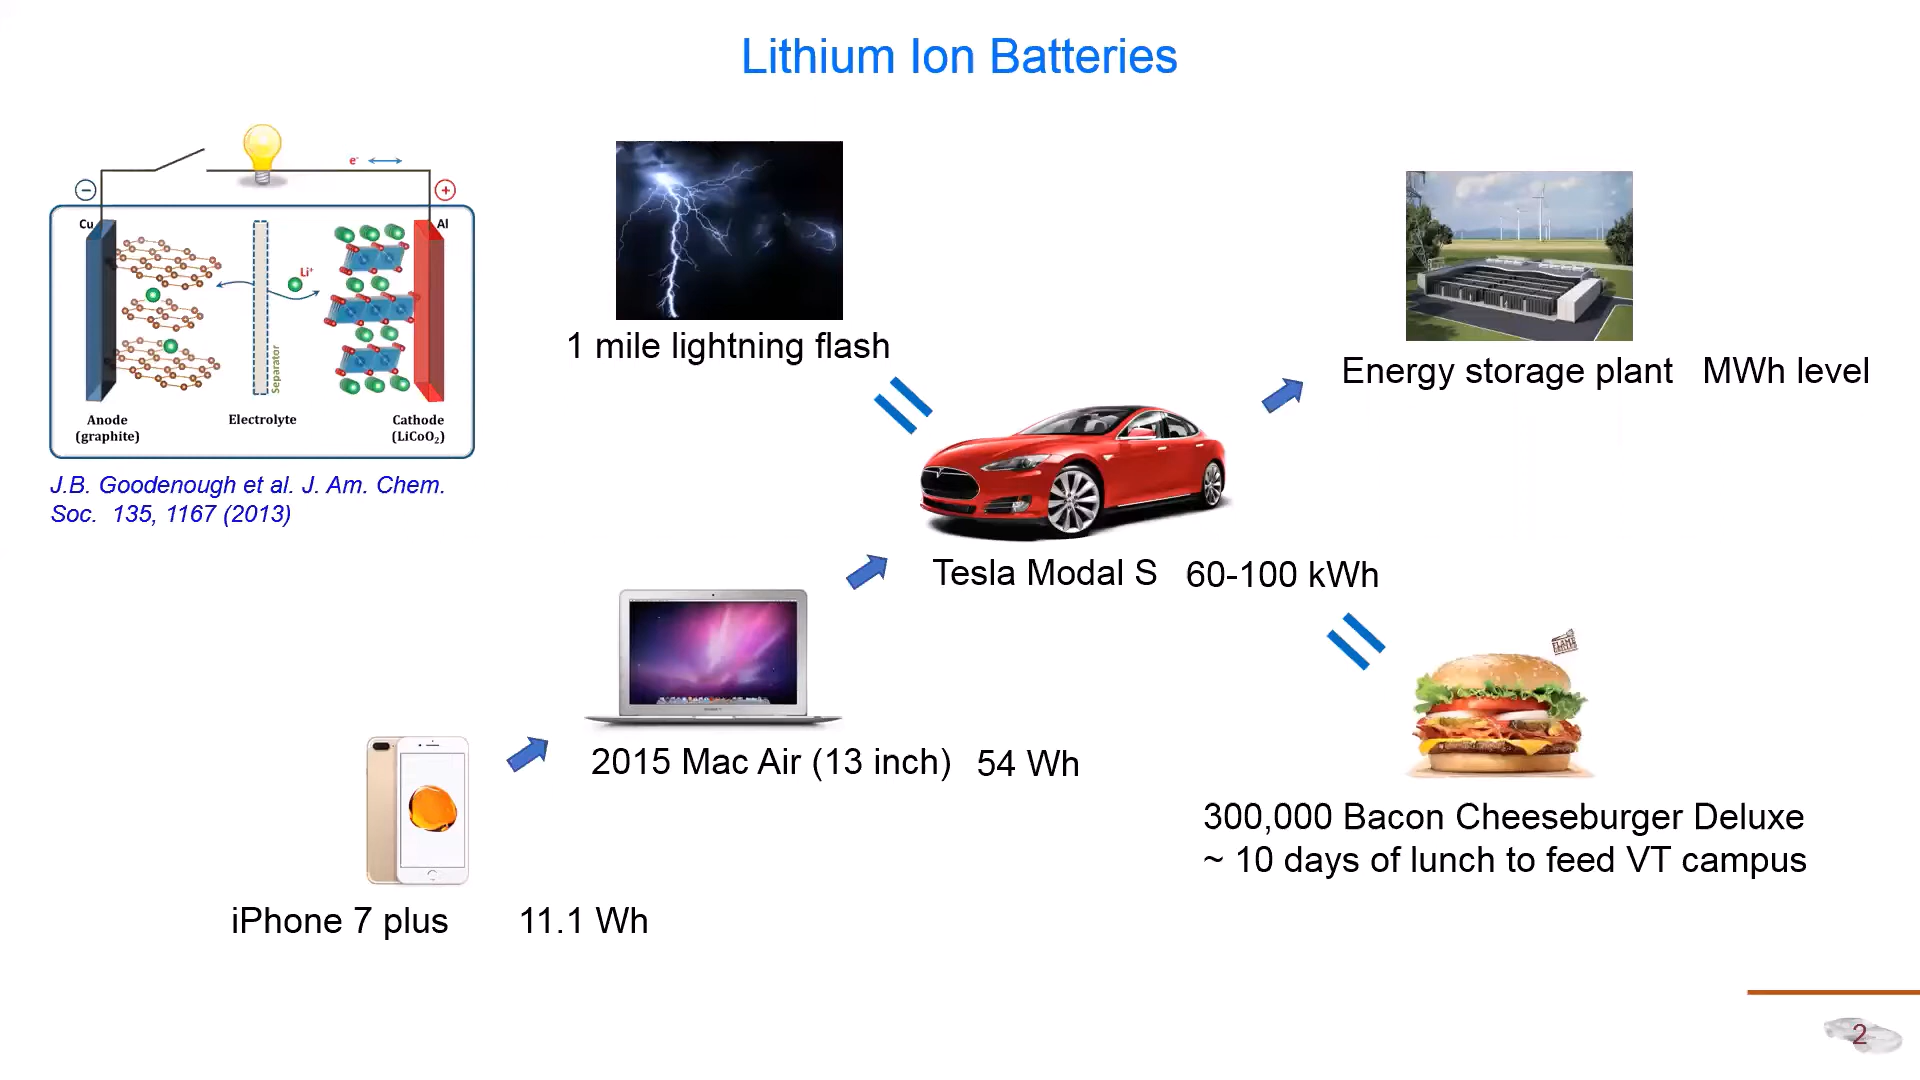 Lithium Ion Batteries
e-
−
+
Cu
Al
Li+
Separator
Anode
(graphite)
Electrolyte
Cathode
(LiCoO2)
J.B. Goodenough et al. J. Am. Chem.
Soc. 135, 1167 (2013)
1 mile lightning flash
Energy storage plant MWh level
Tesla Modal S 60-100 kWh
2015 Mac Air (13 inch) 54 Wh
300,000 Bacon Cheeseburger Deluxe
~ 10 days of lunch to feed VT campus
iPhone 7 plus 11.1 Wh
2